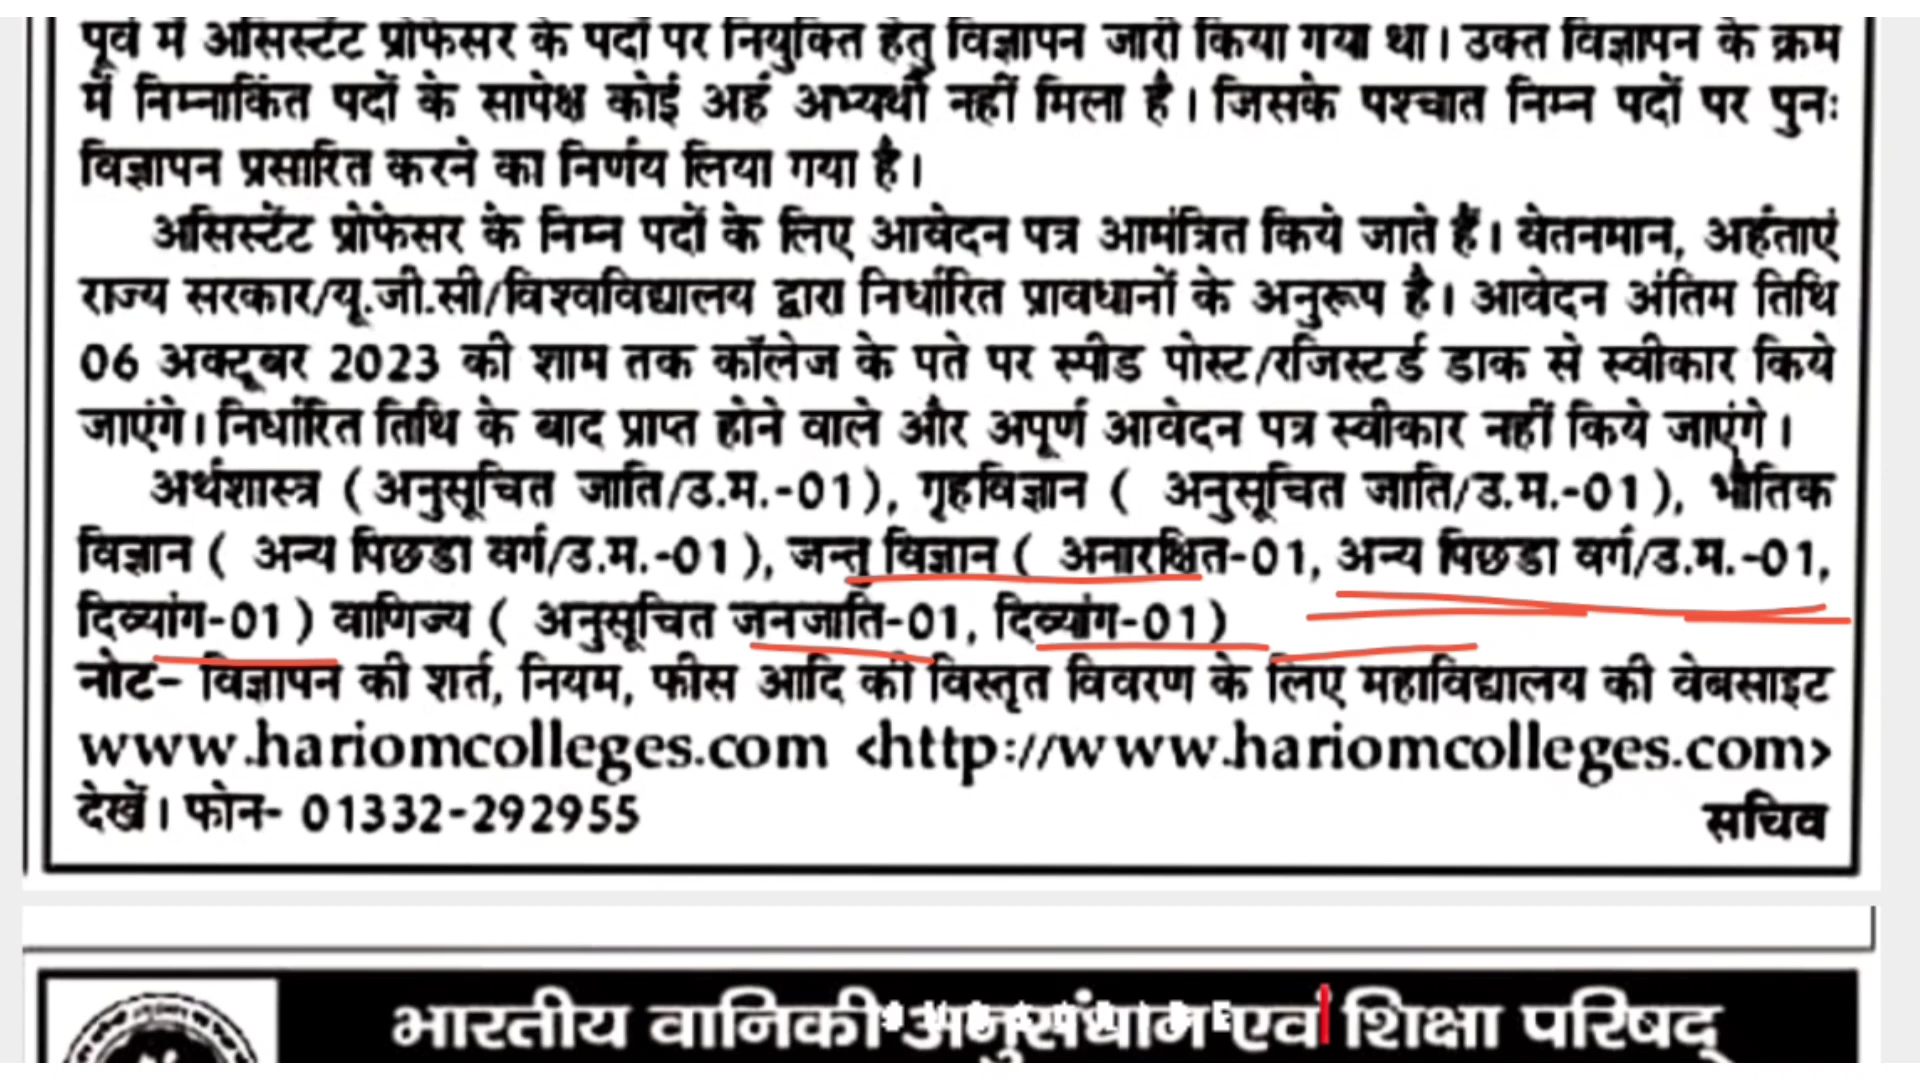 पूर्व में असिस्टेंट प्रोफेसर के पदों पर नियुक्ति हेतु विज्ञापन जारी किया गया था। उक्त विज्ञापन के क्रम
में निम्नांकित पदों के सापेक्ष कोई अर्ह अभ्यर्थी नहीं मिला है। जिसके पश्चात निम्न पदों पर पुनः
विज्ञापन प्रसारित करने का निर्णय लिया गया है।
असिस्टेंट प्रोफेसर के निम्न पदों के लिए आवेदन पत्र आमंत्रित किये जाते हैं। वेतनमान, अर्हताएं
राज्य सरकार/यू.जी.सी/विश्वविद्यालय द्वारा निर्धारित प्रावधानों के अनुरूप है। आवेदन अंतिम तिथि
06 अक्टूबर 2023 की शाम तक कॉलेज के पते पर स्पीड पोस्ट/रजिस्टर्ड डाक से स्वीकार किये
जाएंगे। निर्धारित तिथि के बाद प्राप्त होने वाले और अपूर्ण आवेदन पत्र स्वीकार नहीं किये जाएंगे।
अर्थशास्त्र ( अनुसूचित जाति/उ.म.-01), गृहविज्ञान ( अनुसूचित जाति/उ.म.-01), भौतिक
विज्ञान ( अन्य पिछडा वर्ग/उ.म.-01), जन्तु विज्ञान ( अनारक्षित-01, अन्य पिछडा वर्ग/उ.म.-01,
दिव्यांग-01) वाणिज्य ( अनुसूचित जनजाति-01, दिव्यांग-01)
नोट- विज्ञापन की शर्त, नियम, फीस आदि की विस्तृत विवरण के लिए महाविद्यालय की वेबसाइट
www.hariomcolleges.com <http://www.hariomcolleges.com>
देखें। फोन- 01332-292955 सचिव
भारतीय वानिकी अनुसंधान एवं शिक्षा परिषद्